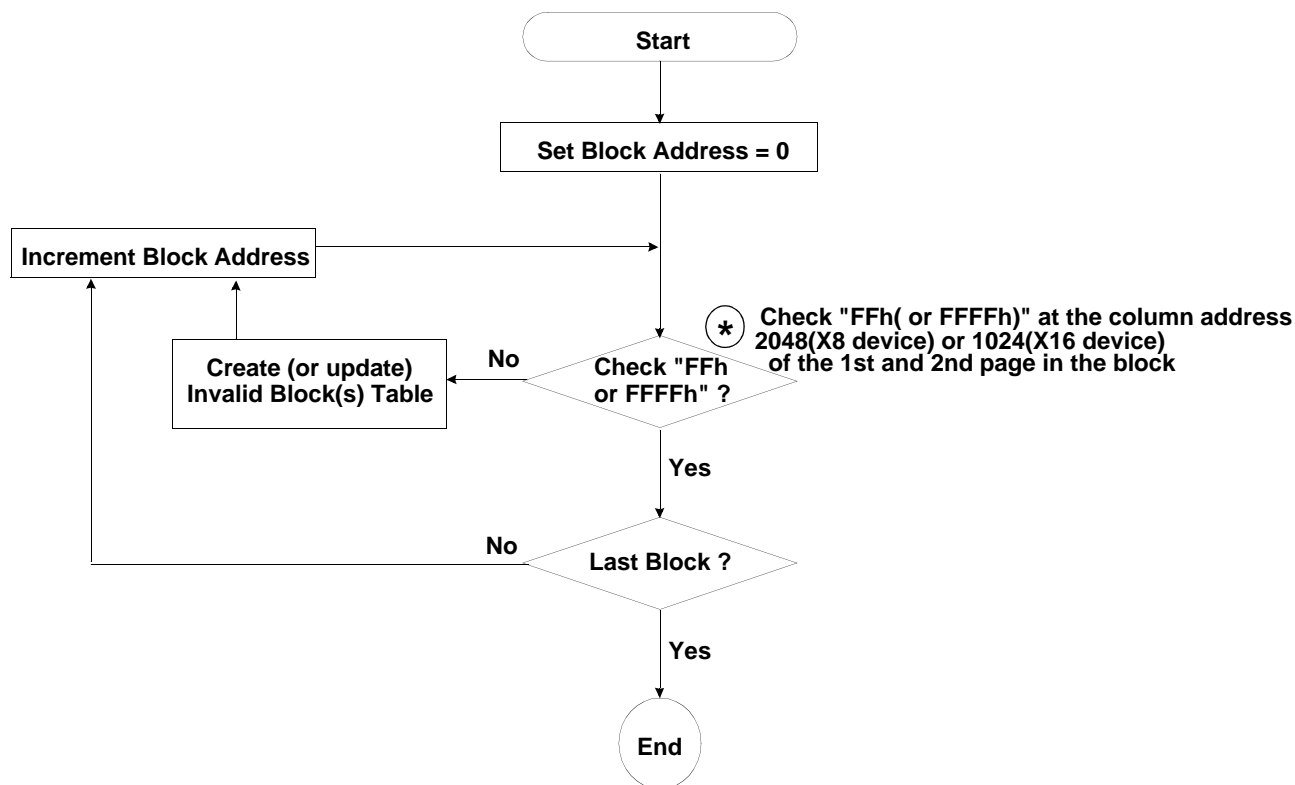 Start
Set Block Address = 0
Increment Block Address
* Check "FFh( or FFFFh)" at the column address
2048(X8 device) or 1024(X16 device)
of the 1st and 2nd page in the block
No
Create (or update)
Invalid Block(s) Table
Check "FFh
or FFFFh" ?
Yes
No
Last Block ?
Yes
End